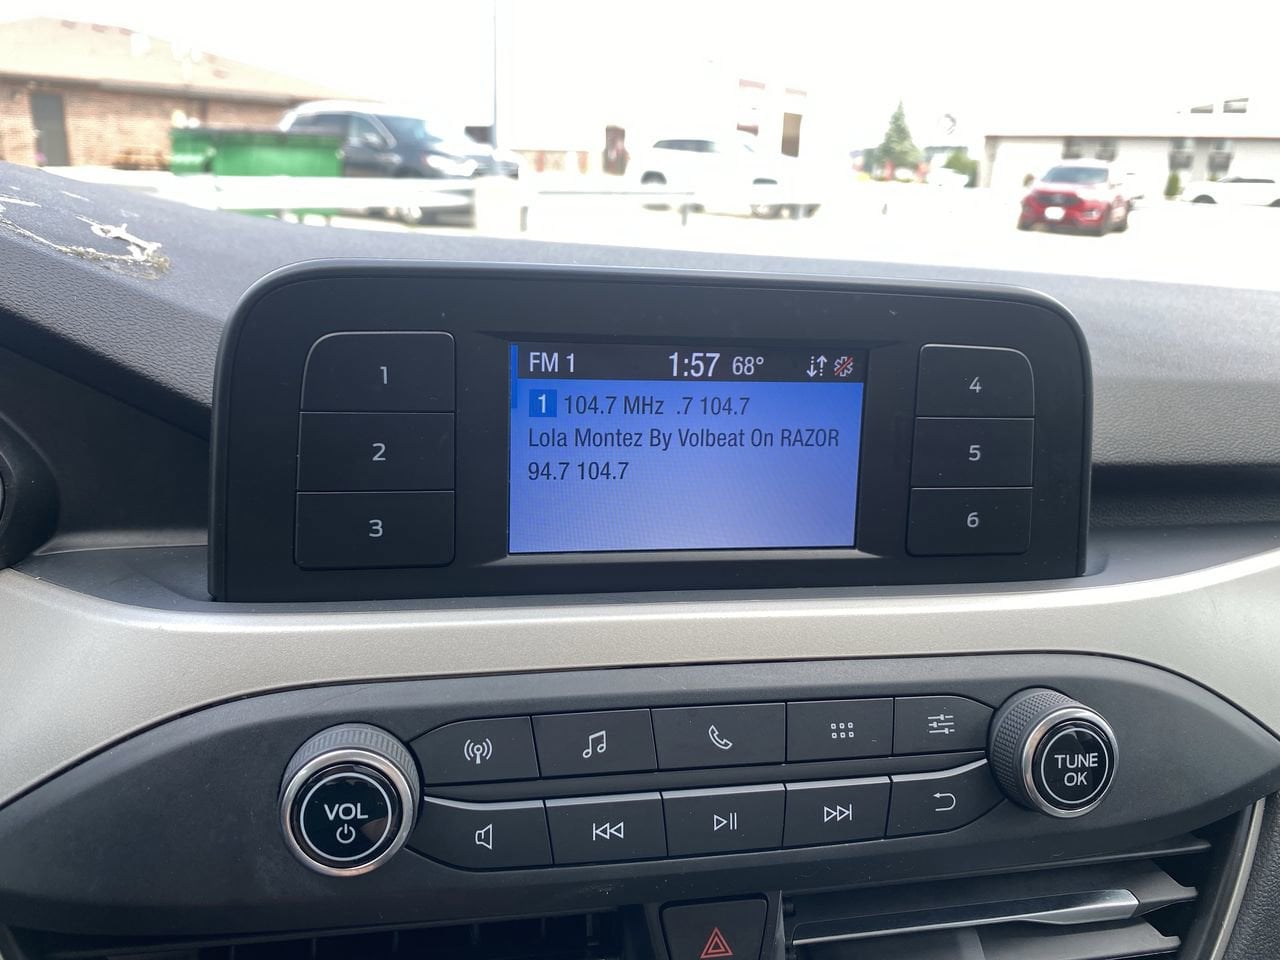 FM 1 1:57 68°
1 104.7 MHz .7 104.7
Lola Montez By Volbeat On RAZOR
94.7 104.7
1
2
3
4
5
6
VOL
TUNE
OK